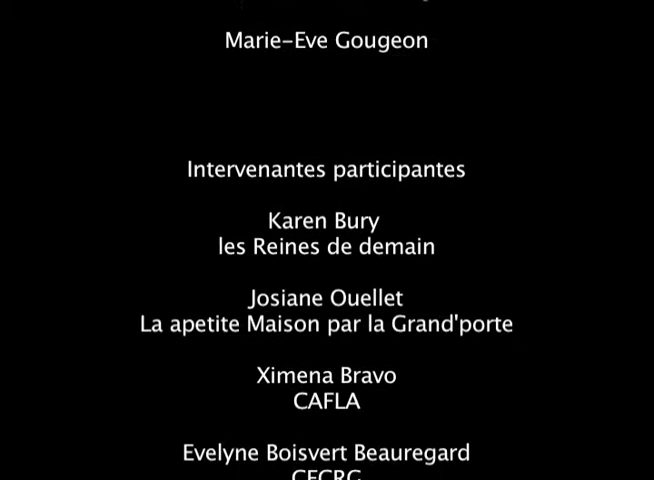 Marie-Eve Gougeon
Intervenantes participantes
Karen Bury
les Reines de demain
Josiane Ouellet
La apetite Maison par la Grand'porte
Ximena Bravo
CAFLA
Evelyne Boisvert Beauregard